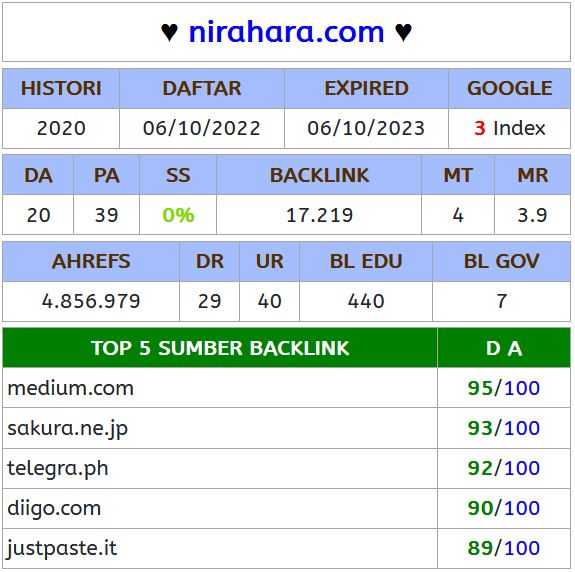 ♥ nirahara.com ♥
HISTORI DAFTAR EXPIRED GOOGLE
2020 06/10/2022 06/10/2023 3 Index
DA PA SS BACKLINK MT MR
20 39 0% 17.219 4 3.9
AHREFS DR UR BL EDU BL GOV
4.856.979 29 40 440 7
TOP 5 SUMBER BACKLINK D A
medium.com 95/100
sakura.ne.jp 93/100
telegra.ph 92/100
diigo.com 90/100
justpaste.it 89/100